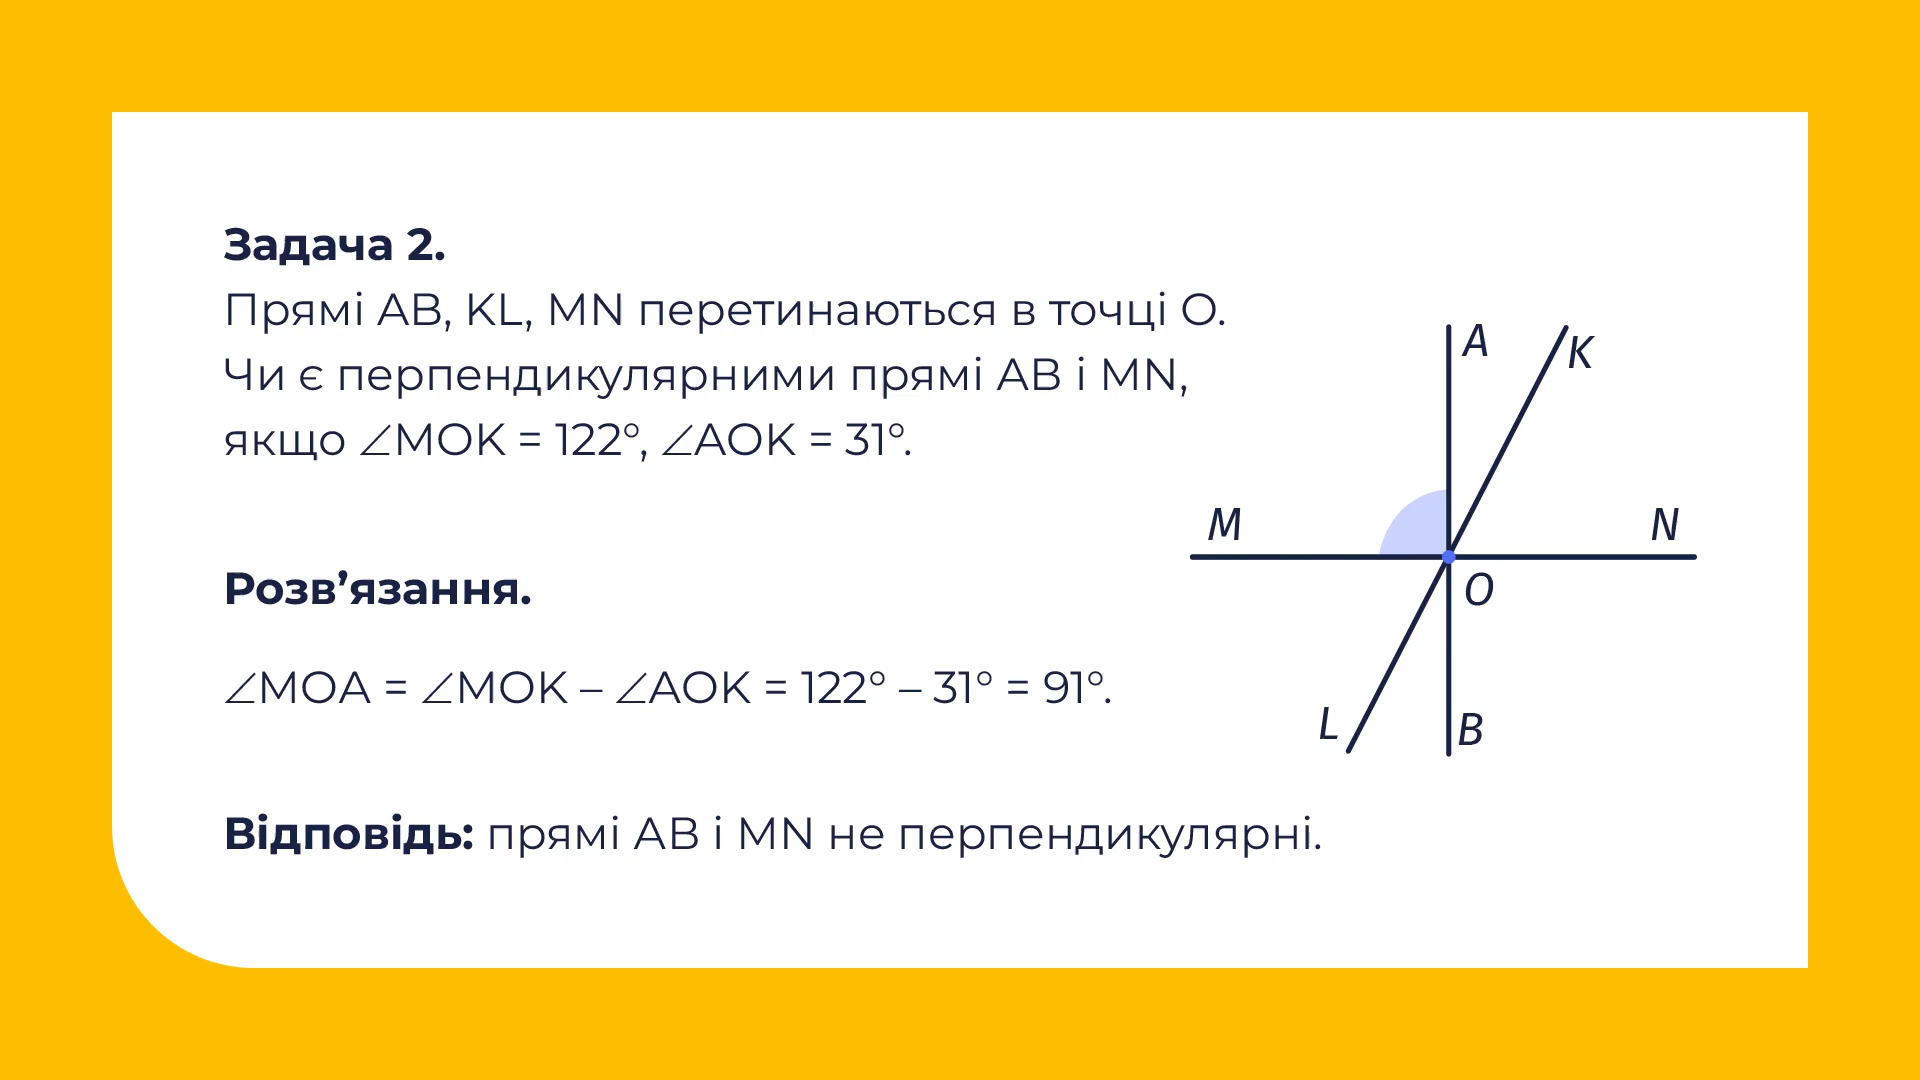 Задача 2.
Прямі AB, KL, MN перетинаються в точці O.
Чи є перпендикулярними прямі AB і MN,
якщо ∠MOK = 122°, ∠AOK = 31°.
Розв’язання.
∠MOA = ∠MOK – ∠AOK = 122° – 31° = 91°.
Відповідь: прямі AB і MN не перпендикулярні.
A
K
M
N
O
L
B